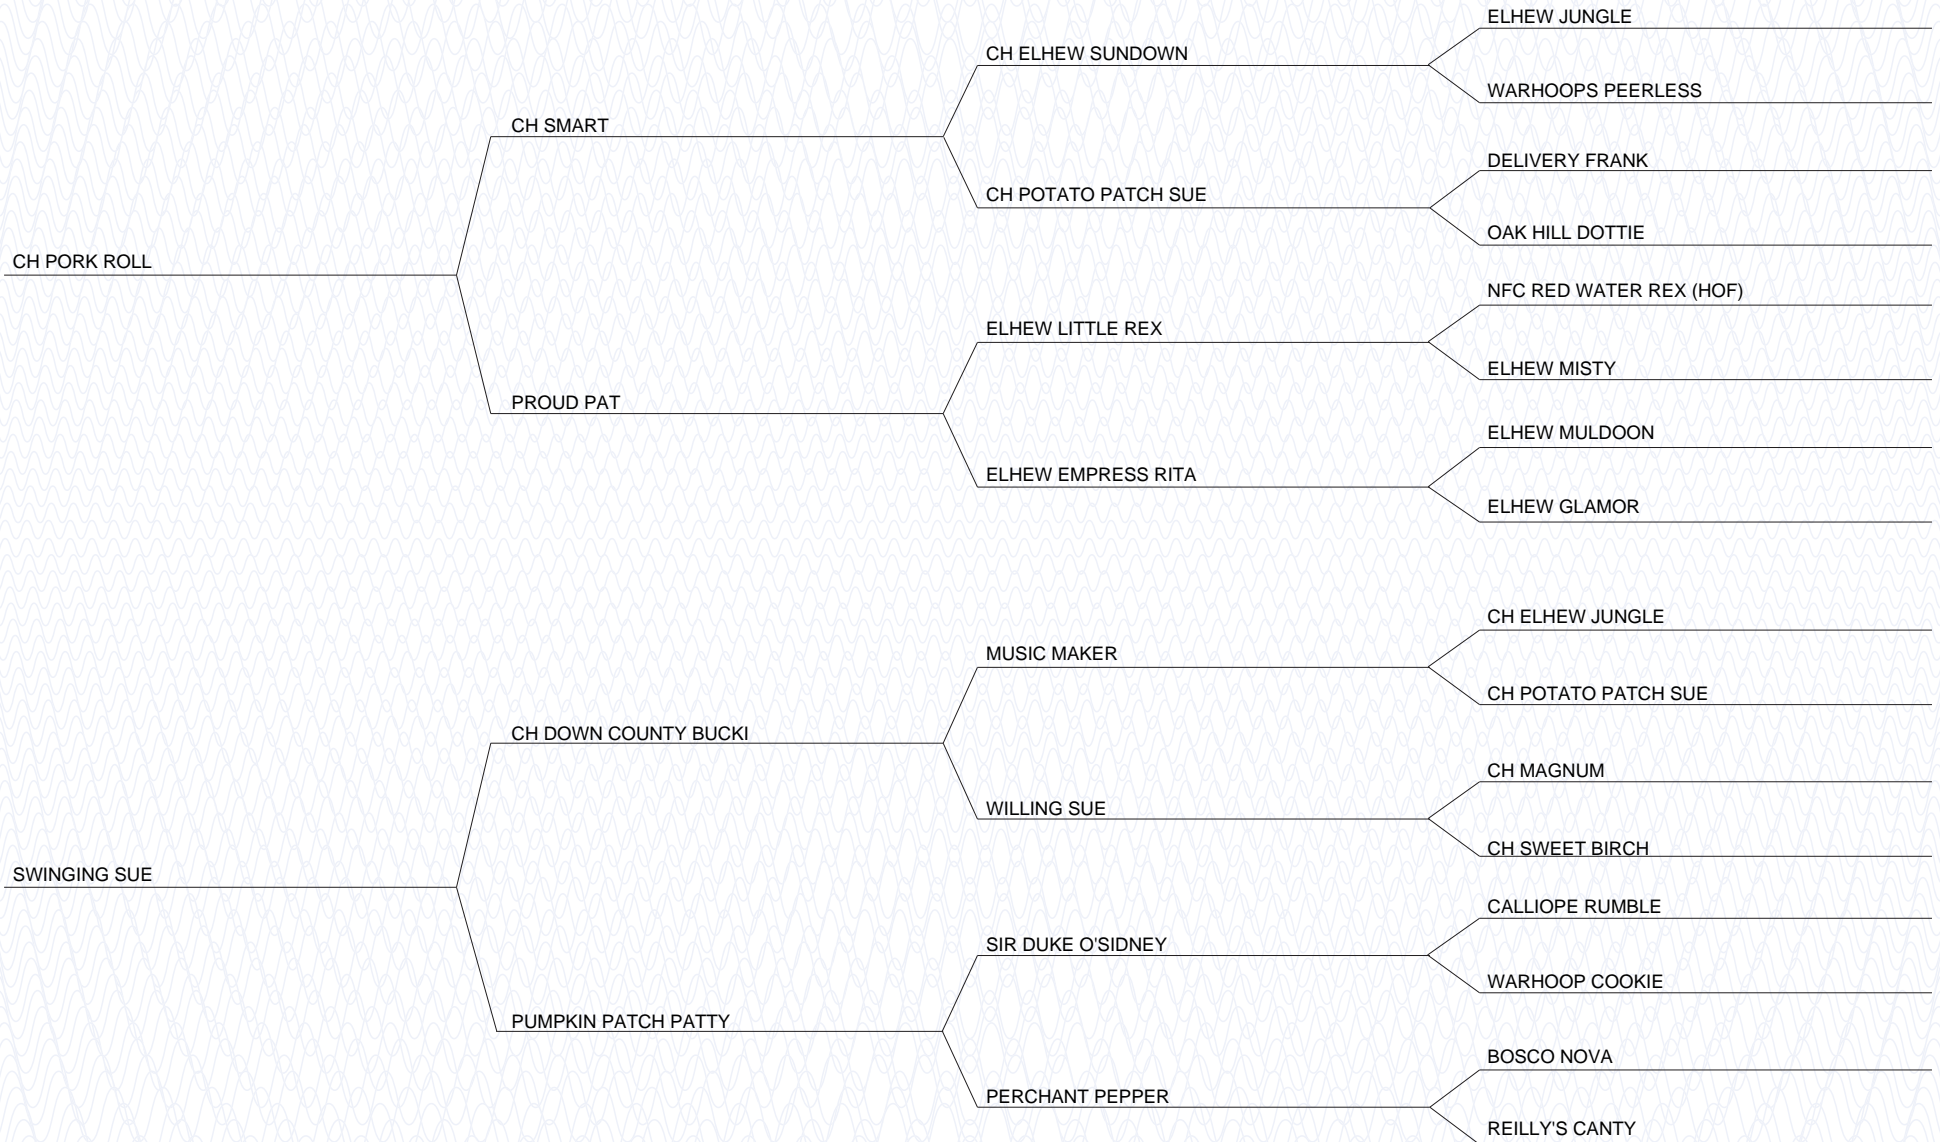 ELHEW JUNGLE
CH ELHEW SUNDOWN
WARHOOPS PEERLESS
CH SMART
DELIVERY FRANK
CH POTATO PATCH SUE
OAK HILL DOTTIE
CH PORK ROLL
NFC RED WATER REX (HOF)
ELHEW LITTLE REX
ELHEW MISTY
PROUD PAT
ELHEW MULDOON
ELHEW EMPRESS RITA
ELHEW GLAMOR
CH ELHEW JUNGLE
MUSIC MAKER
CH POTATO PATCH SUE
CH DOWN COUNTY BUCKI
CH MAGNUM
WILLING SUE
CH SWEET BIRCH
SWINGING SUE
CALLIOPE RUMBLE
SIR DUKE O'SIDNEY
WARHOOP COOKIE
PUMPKIN PATCH PATTY
BOSCO NOVA
PERCHANT PEPPER
REILLY'S CANTY